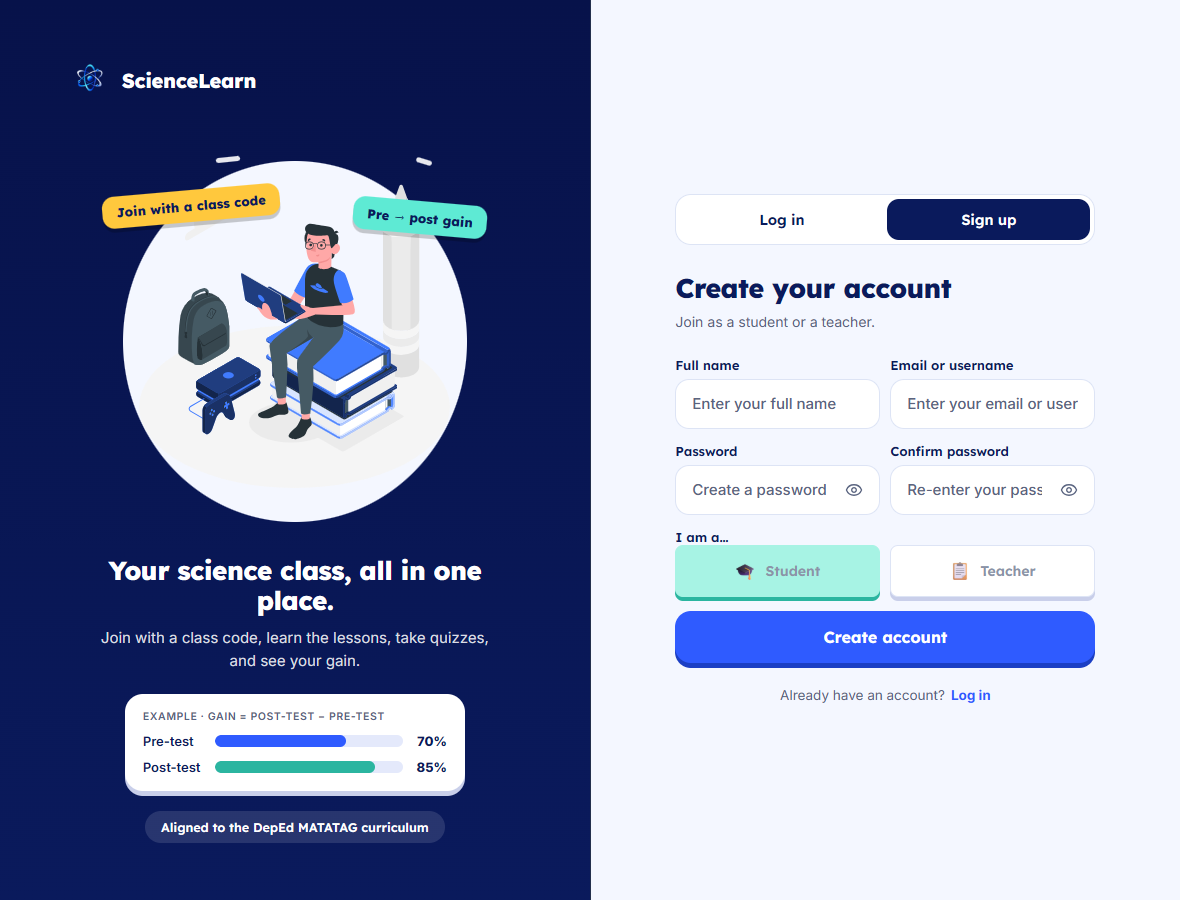 ScienceLearn
Join with a class code
Pre → post gain
Your science class, all in one
place.
Join with a class code, learn the lessons, take quizzes,
and see your gain.
EXAMPLE · GAIN = POST-TEST − PRE-TEST
Pre-test 70%
Post-test 85%
Aligned to the DepEd MATATAG curriculum
Log in Sign up
Create your account
Join as a student or a teacher.
Full name Email or username
Enter your full name Enter your email or user
Password Confirm password
Create a password Re-enter your pass
I am a...
Student Teacher
Create account
Already have an account? Log in